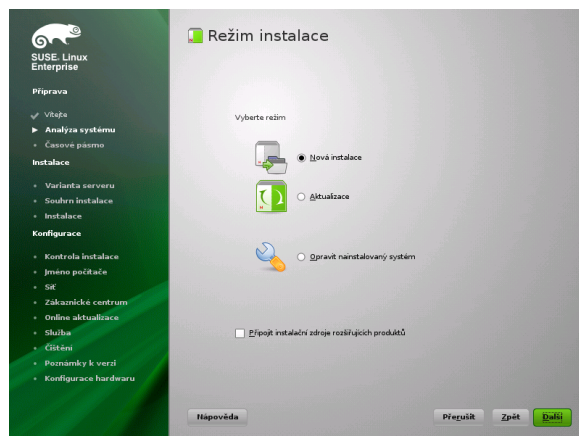 SUSE. Linux
Enterprise
Příprava
Vítejte
Analýza systému
Časové pásmo
Instalace
Varianta serveru
Souhrn instalace
Instalace
Konfigurace
Kontrola instalace
Jméno počítače
Síť
Zákaznické centrum
Online aktualizace
Služba
Čištění
Poznámky k verzi
Konfigurace hardwaru
Režim instalace
Vyberte režim
Nová instalace
Aktualizace
Opravit nainstalovaný systém
Připojit instalační zdroje rozšiřujících produktů
Nápověda Přerušit Zpět Další